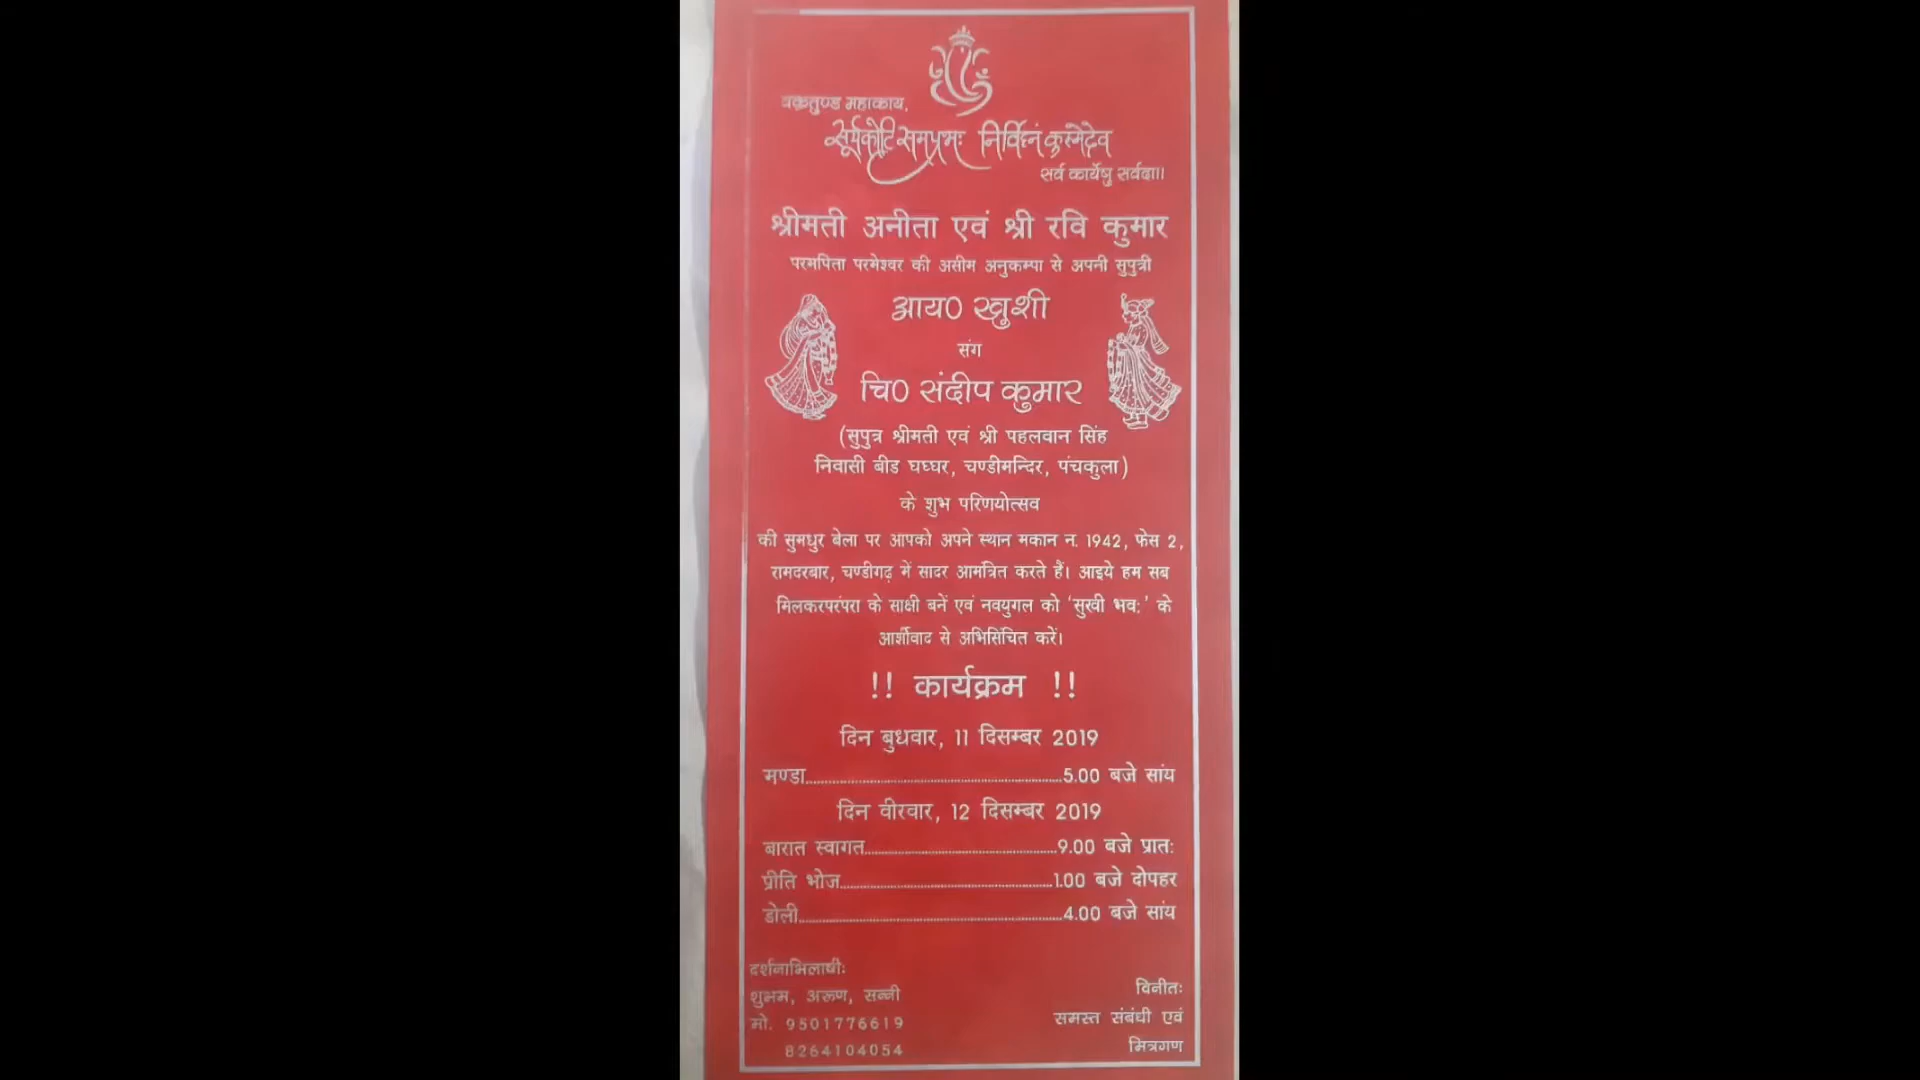 वक्रतुण्ड महाकाय,
सूर्यकोटि समप्रभः निर्विघ्नं कुरुमेदेव
सर्व कार्येषु सर्वदा॥
श्रीमती अनीता एवं श्री रवि कुमार
परमपिता परमेश्वर की असीम अनुकम्पा से अपनी सुपुत्री
आय0 खुशी
संग
चि0 संदीप कुमार
(सुपुत्र श्रीमती एवं श्री पहलवान सिंह
निवासी बीड घघ्घर, चण्डीमन्दिर, पंचकुला)
के शुभ परिणयोत्सव
की सुमधुर बेला पर आपको अपने स्थान मकान न. 1942, फेस 2,
रामदरबार, चण्डीगढ़ में सादर आमंत्रित करते हैं। आइये हम सब
मिलकरपरंपरा के साक्षी बनें एवं नवयुगल को 'सुखी भव:' के
आर्शीवाद से अभिसिंचित करें।
!! कार्यक्रम !!
दिन बुधवार, 11 दिसम्बर 2019
मण्डा.......................................5.00 बजे सांय
दिन वीरवार, 12 दिसम्बर 2019
बारात स्वागत.......................................9.00 बजे प्रातः
प्रीति भोज.......................................1.00 बजे दोपहर
डोली.......................................4.00 बजे सांय
दर्शनाभिलाषीः
शुभम, अरूण, सन्नी
मो. 9501776619
8264104054
विनीतः
समस्त संबंधी एवं
मित्रगण